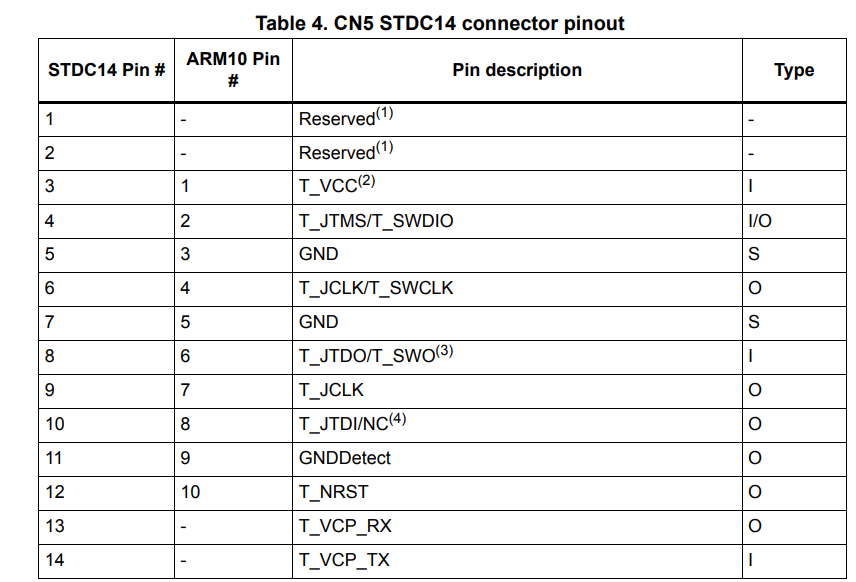 Table 4. CN5 STDC14 connector pinout
STDC14 Pin # ARM10 Pin # Pin description Type
1 - Reserved(1) -
2 - Reserved(1) -
3 1 T_VCC(2) I
4 2 T_JTMS/T_SWDIO I/O
5 3 GND S
6 4 T_JCLK/T_SWCLK O
7 5 GND S
8 6 T_JTDO/T_SWO(3) I
9 7 T_JCLK O
10 8 T_JTDI/NC(4) O
11 9 GNDDetect O
12 10 T_NRST O
13 - T_VCP_RX O
14 - T_VCP_TX I